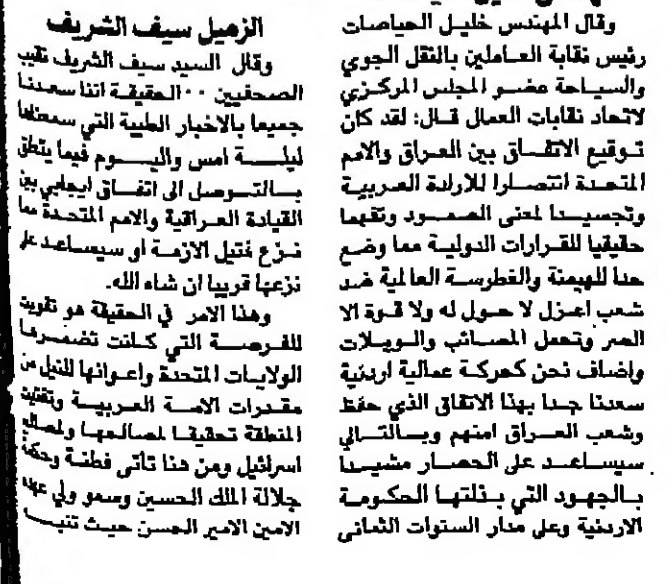 وقال المهندس خليل الحياصات
رئيس نقابة العاملين بالنقل الجوي
والسياحة عضو المجلس المركزي
لاتحاد نقابات العمال قال: لقد كان
توقيع الاتفاق بين العراق والامم
المتحدة انتصارا للارادة العربية
وتجسيدا لمعنى الصمود وتفهما
حقيقيا للقرارات الدولية مما وضع
حدا للهيمنة والغطرسة العالمية ضد
شعب اعزل لا حول له ولا قوة الا
الصبر وتحمل المصائب والويلات
واضاف نحن كحركة عمالية اردنية
سعدنا جدا بهذا الاتفاق الذي حفظ
وشعب العراق امنهم وبالتالي
سيساعد على الحصار مشيدا
بالجهود التي بذلتها الحكومة
الاردنية وعلى مدار السنوات الثماني
الزميل سيف الشريف
وقال السيد سيف الشريف نقيب
الصحفيين ٠٠ الحقيقة اننا سعدنا
جميعا بالاخبار الطيبة التي سمعناها
ليلة امس واليوم فيما يتعلق
بالتوصل الى اتفاق ايجابي بين
القيادة العراقية والامم المتحدة مما
نزع فتيل الازمة او سيساعد على
نزعها قريبا ان شاء الله.
وهذا الامر في الحقيقة هو تفويت
للفرصة التي كانت تضمرها
الولايات المتحدة واعوانها للنيل من
مقدرات الامة العربية وتفتيت
المنطقة تحقيقا لمصالحها ولمصالح
اسرائيل ومن هنا تاتي فطنة وحكمة
جلالة الملك الحسين وسمو ولي عهده
الامين الامير الحسن حيث تنبه